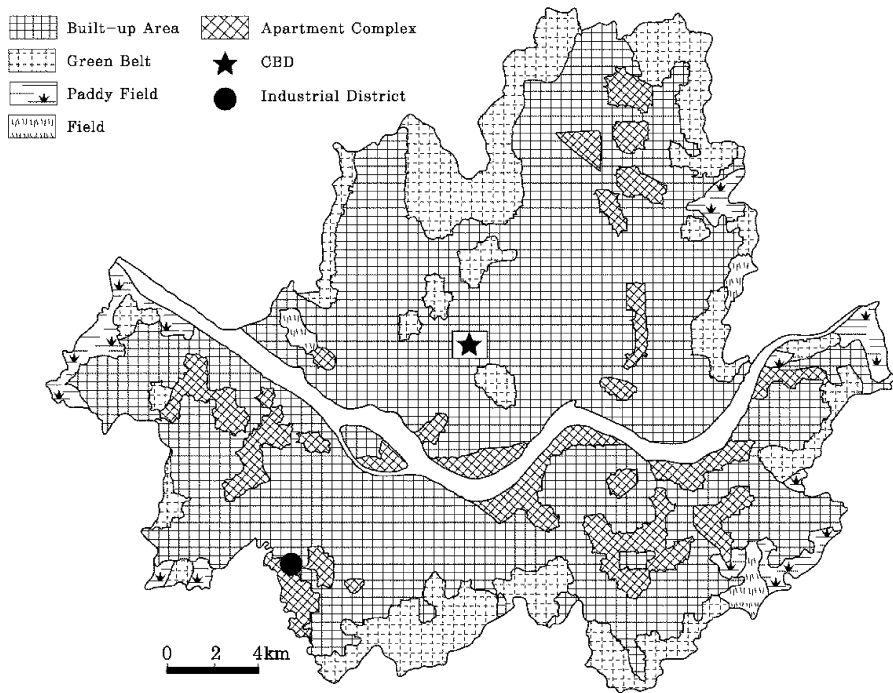 Built-up Area
Apartment Complex
Green Belt
CBD
Paddy Field
Industrial District
Field
0 2 4km